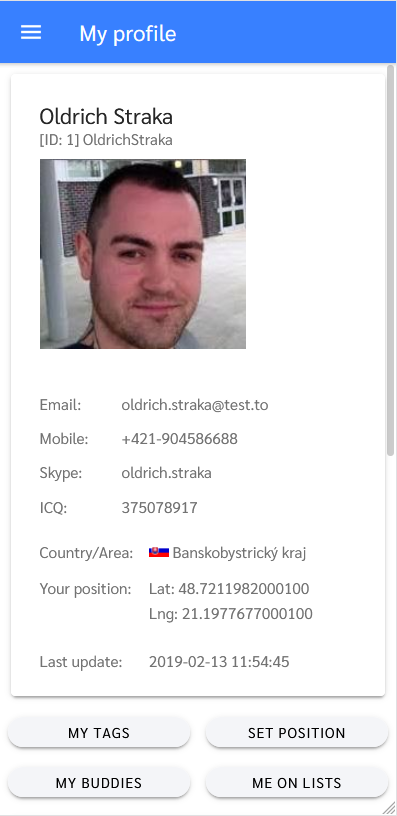 My profile
Oldrich Straka
[ID: 1] OldrichStraka
Email: oldrich.straka@test.to
Mobile: +421-904586688
Skype: oldrich.straka
ICQ: 375078917
Country/Area: Banskobystrický kraj
Your position: Lat: 48.7211982000100
Lng: 21.1977677000100
Last update: 2019-02-13 11:54:45
MY TAGS SET POSITION
MY BUDDIES ME ON LISTS